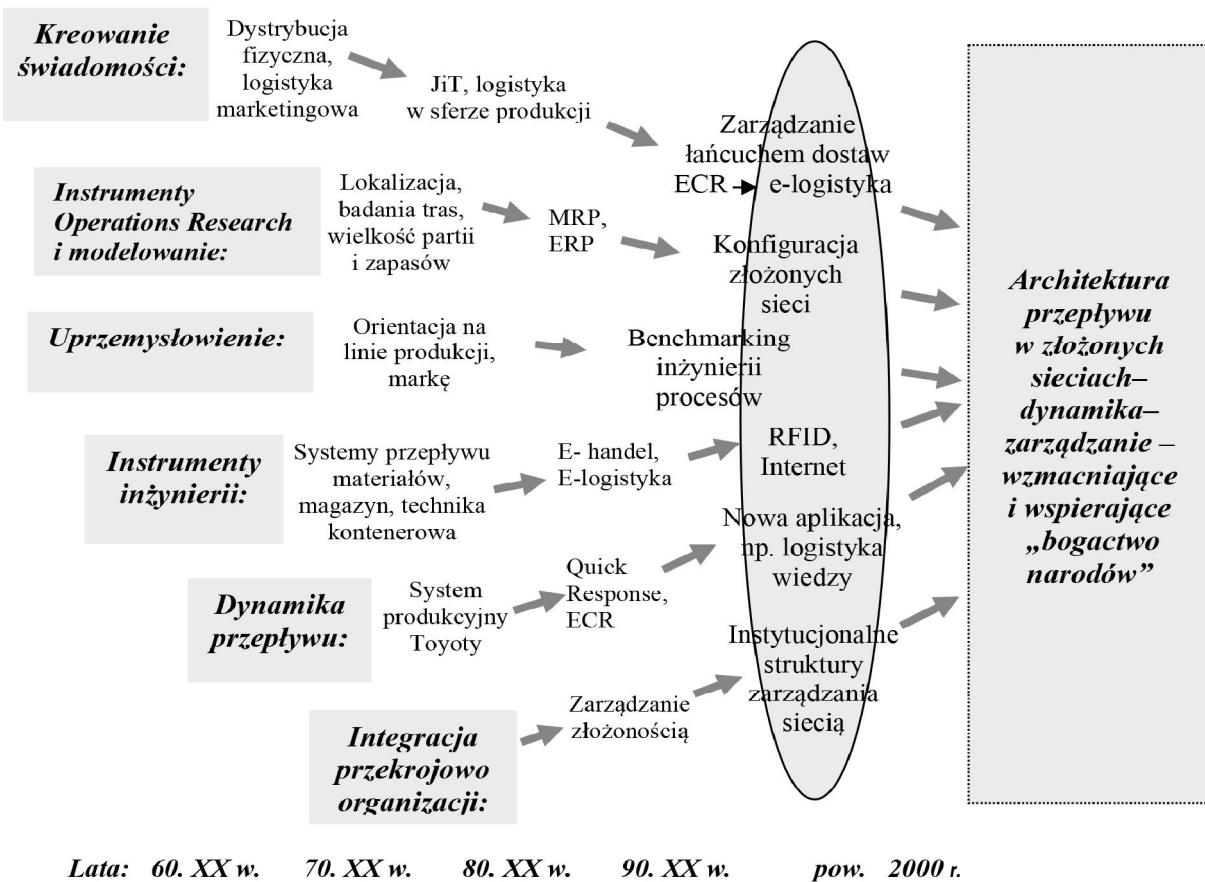 Kreowanie
świadomości:
Dystrybucja
fizyczna,
logistyka
marketingowa
JiT, logistyka
w sferze produkcji
Zarządzanie
łańcuchem dostaw
ECR e-logistyka
Instrumenty
Operations Research
i modelowanie:
Lokalizacja,
badania tras,
wielkość partii
i zapasów
MRP,
ERP
Konfiguracja
złożonych
sieci
Uprzemysłowienie:
Orientacja na
linie produkcji,
markę
Benchmarking
inżynierii
procesów
Instrumenty
inżynierii:
Systemy przepływu
materiałów,
magazyn, technika
kontenerowa
E- handel,
E-logistyka
RFID,
Internet
Dynamika
przepływu:
System
produkcyjny
Toyoty
Quick
Response,
ECR
Nowa aplikacja,
np. logistyka
wiedzy
Integracja
przekrojowo
organizacji:
Zarządzanie
złożonością
Instytucjonalne
struktury
zarządzania
siecią
Architektura
przepływu
w złożonych
sieciach–
dynamika–
zarządzanie –
wzmacniające
i wspierające
„bogactwo
narodów”
Lata: 60. XX w. 70. XX w. 80. XX w. 90. XX w. pow. 2000 r.